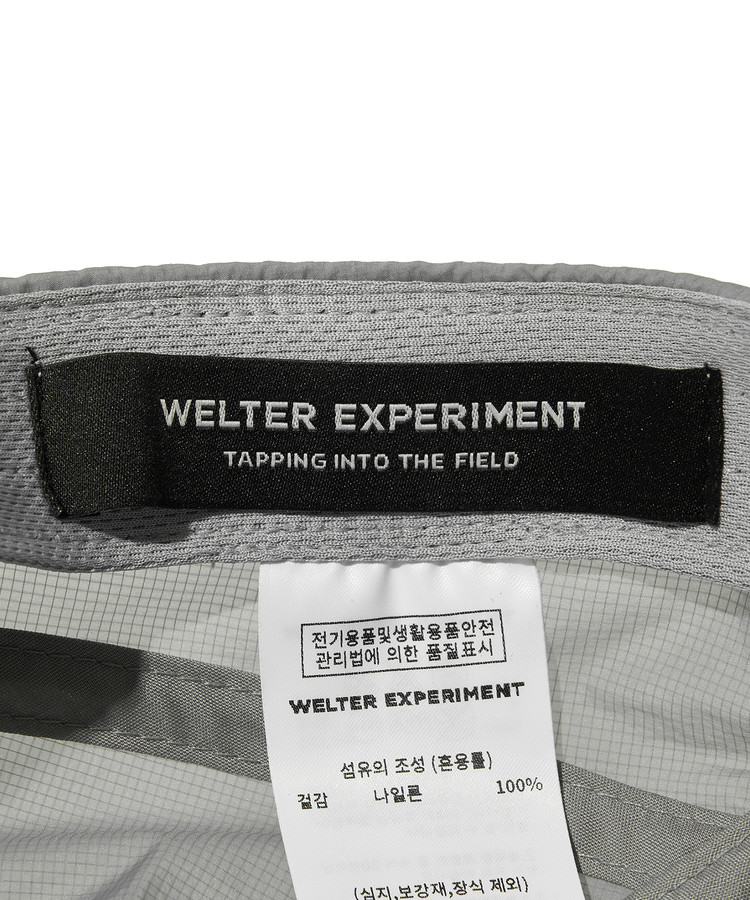 WELTER EXPERIMENT
TAPPING INTO THE FIELD
전기용품및생활용품안전
관리법에 의한 품질표시
WELTER EXPERIMENT
섬유의 조성 (혼용률)
겉감 나일론 100%
(심지,보강재,장식 제외)